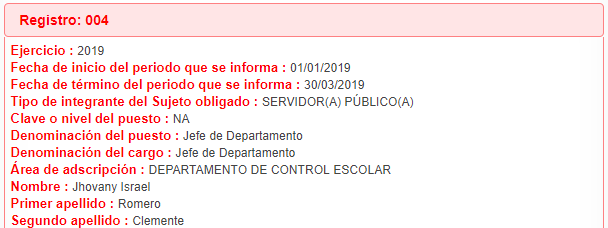 Registro: 004
Ejercicio : 2019
Fecha de inicio del periodo que se informa : 01/01/2019
Fecha de término del periodo que se informa : 30/03/2019
Tipo de integrante del Sujeto obligado : SERVIDOR(A) PÚBLICO(A)
Clave o nivel del puesto : NA
Denominación del puesto : Jefe de Departamento
Denominación del cargo : Jefe de Departamento
Área de adscripción : DEPARTAMENTO DE CONTROL ESCOLAR
Nombre : Jhovany Israel
Primer apellido : Romero
Segundo apellido : Clemente